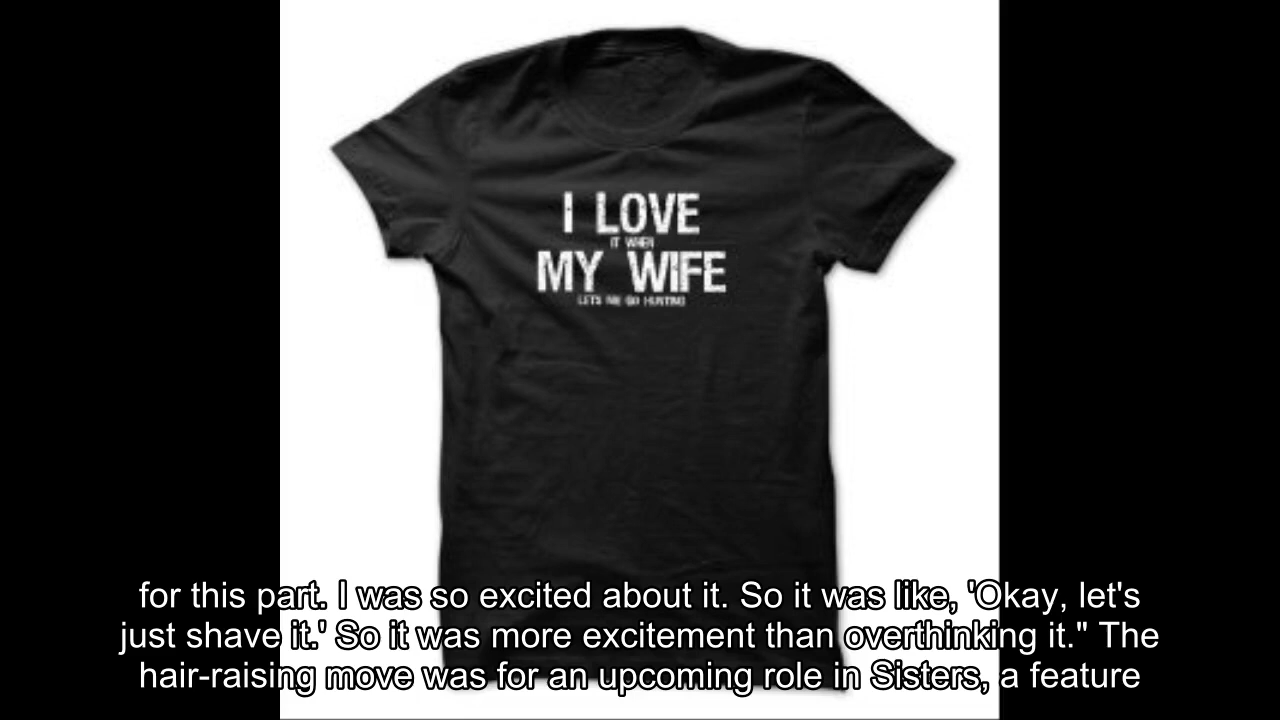 I LOVE
IT WHEN
MY WIFE
LETS ME GO HUNTING
for this part. I was so excited about it. So it was like, 'Okay, let's
just shave it.' So it was more excitement than overthinking it." The
hair-raising move was for an upcoming role in Sisters, a feature